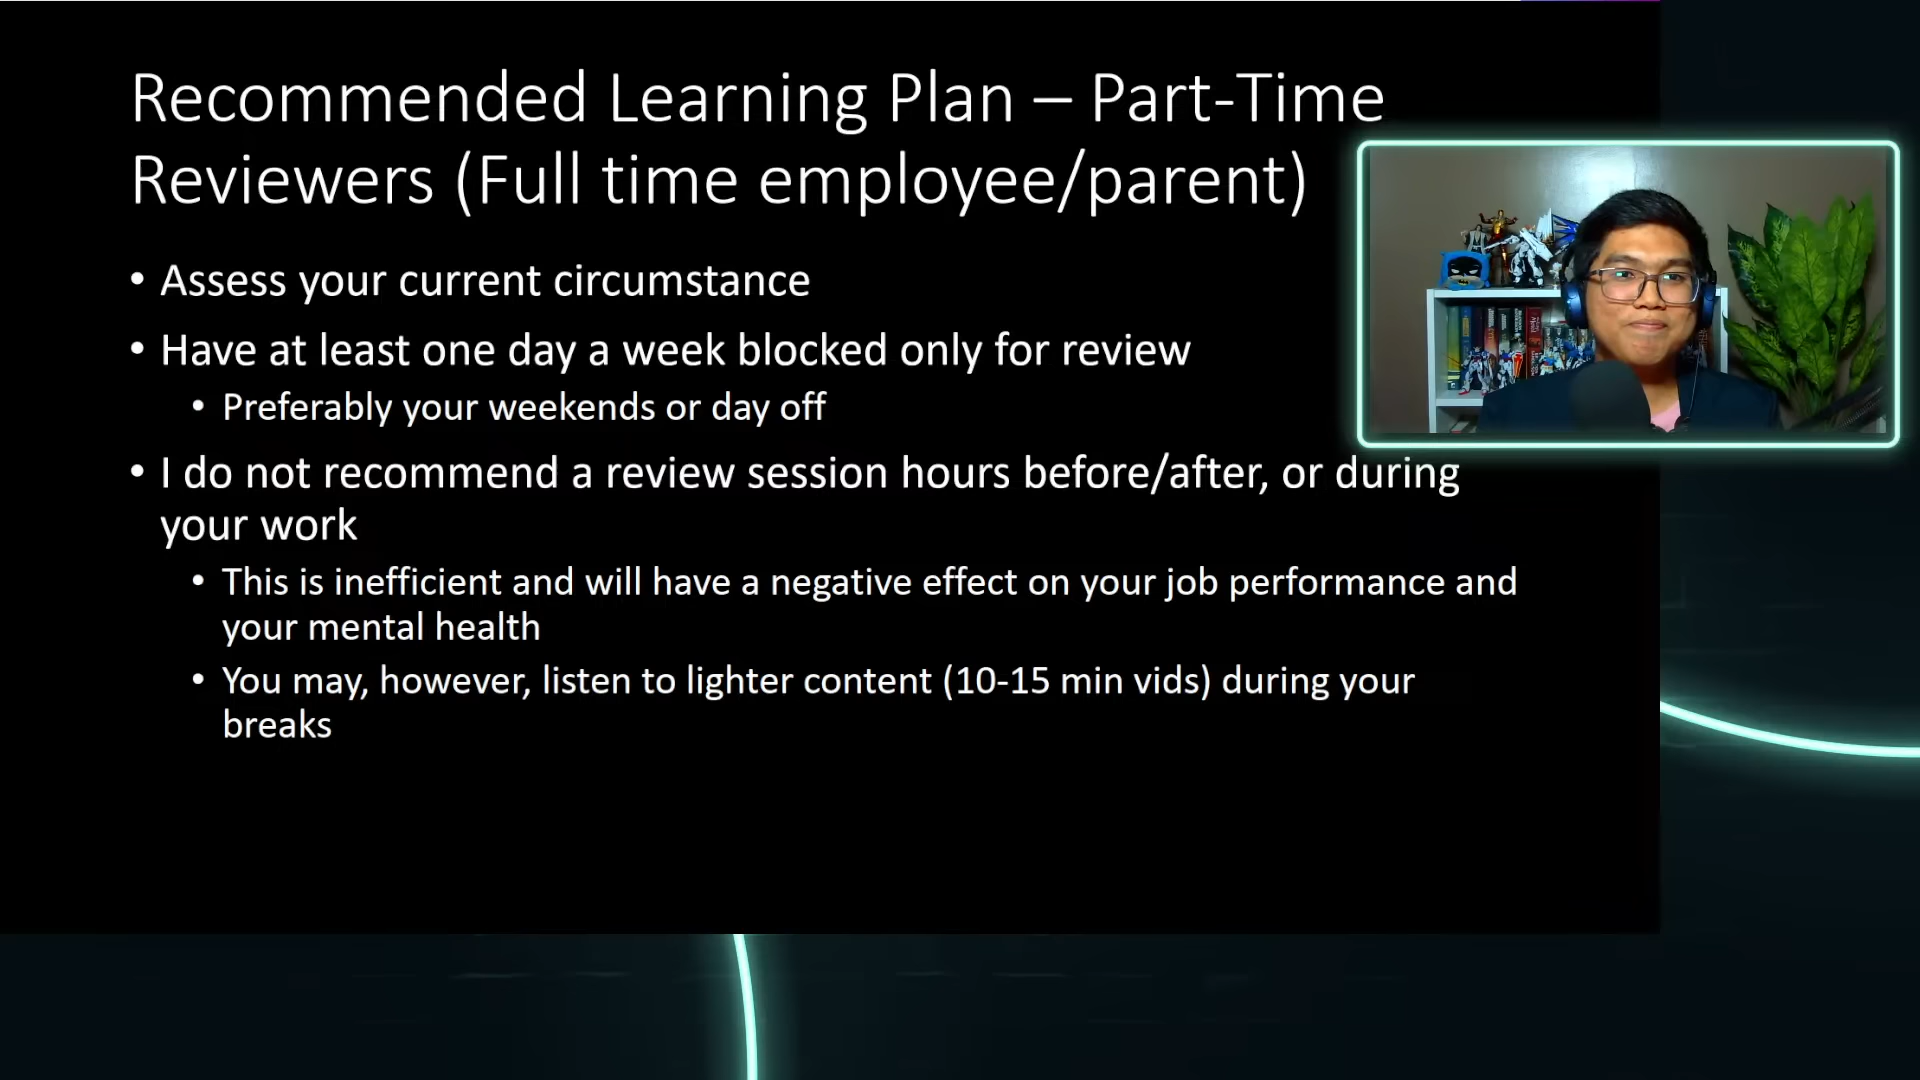 Recommended Learning Plan – Part-Time
Reviewers (Full time employee/parent)
• Assess your current circumstance
• Have at least one day a week blocked only for review
• Preferably your weekends or day off
• I do not recommend a review session hours before/after, or during
your work
• This is inefficient and will have a negative effect on your job performance and
your mental health
• You may, however, listen to lighter content (10-15 min vids) during your
breaks